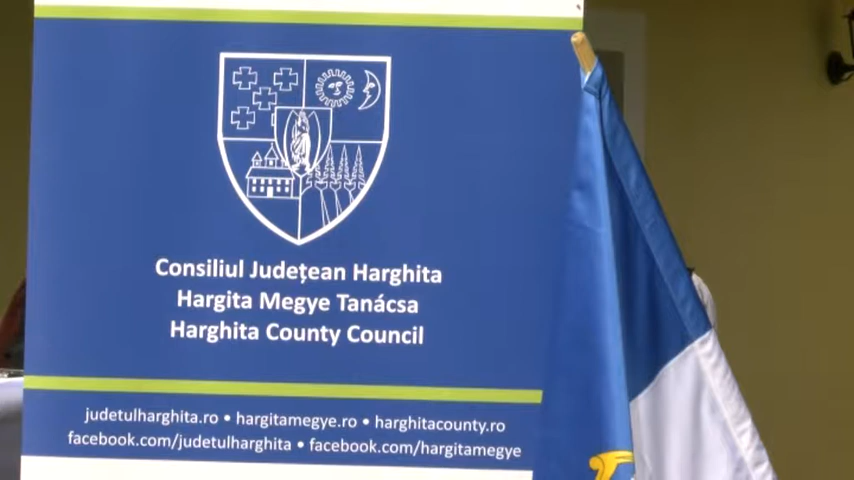 Consiliul Județean Harghita
Hargita Megye Tanácsa
Harghita County Council
judetulharghita.ro • hargitamegye.ro • harghitacounty.ro
facebook.com/judetulharghita • facebook.com/hargitamegye